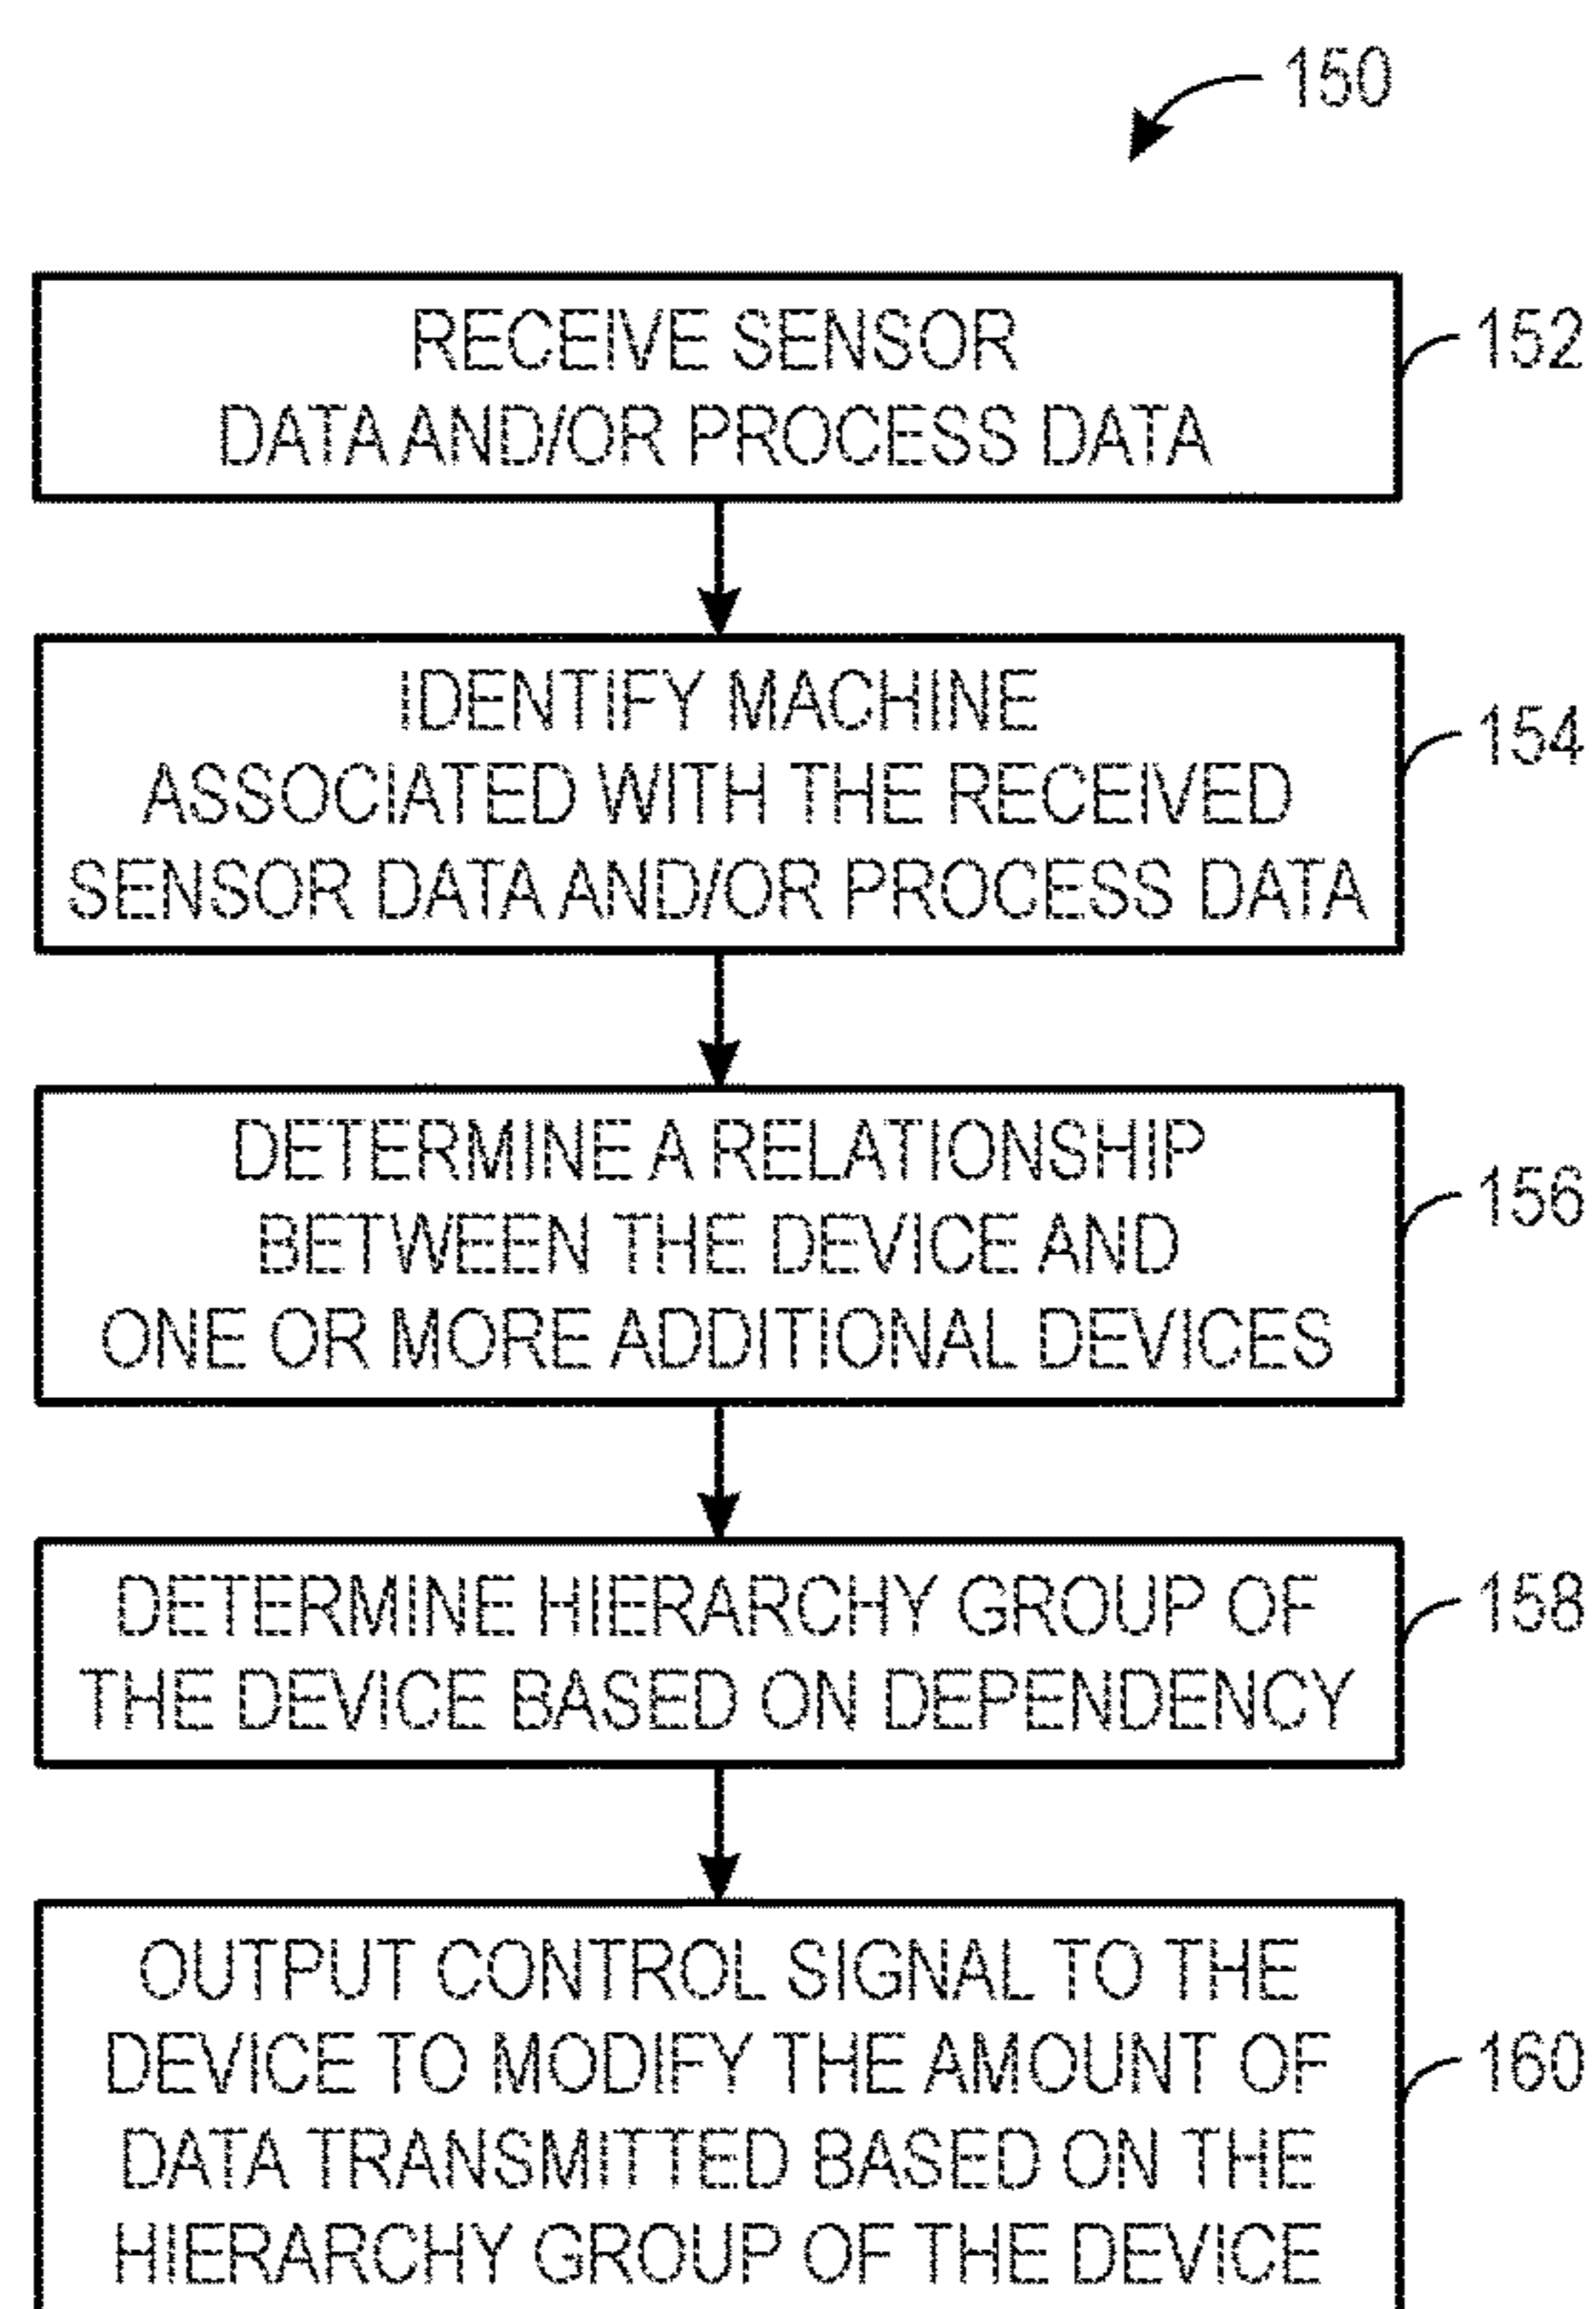 150
RECEIVE SENSOR
DATA AND/OR PROCESS DATA
152
IDENTIFY MACHINE
ASSOCIATED WITH THE RECEIVED
SENSOR DATA AND/OR PROCESS DATA
154
DETERMINE A RELATIONSHIP
BETWEEN THE DEVICE AND
ONE OR MORE ADDITIONAL DEVICES
156
DETERMINE HIERARCHY GROUP OF
THE DEVICE BASED ON DEPENDENCY
158
OUTPUT CONTROL SIGNAL TO THE
DEVICE TO MODIFY THE AMOUNT OF
DATA TRANSMITTED BASED ON THE
HIERARCHY GROUP OF THE DEVICE
160